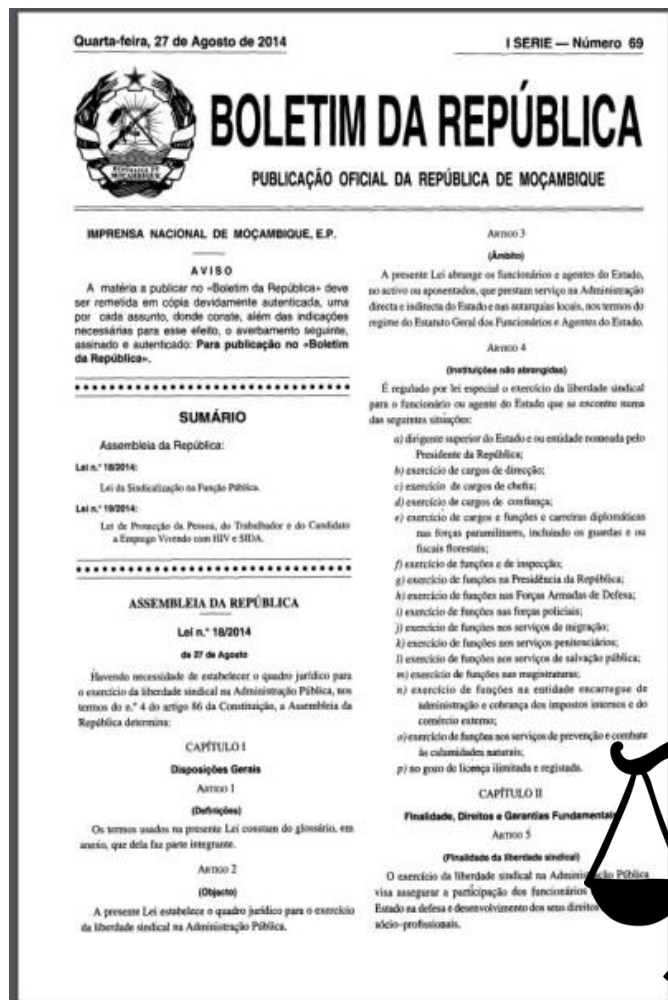 Quarta-feira, 27 de Agosto de 2014
I SERIE — Número 69
BOLETIM DA REPÚBLICA
PUBLICAÇÃO OFICIAL DA REPÚBLICA DE MOÇAMBIQUE
IMPRENSA NACIONAL DE MOÇAMBIQUE, E.P.
AVISO
A matéria a publicar no «Boletim da República» deve
ser remetida em cópia devidamente autenticada, uma
por cada assunto, donde conste, além das indicações
necessárias para esse efeito, o averbamento seguinte,
assinado e autenticado: Para publicação no «Boletim
da República».
SUMÁRIO
Assembleia da República:
Lei n.° 18/2014:
Lei da Sindicalização na Função Pública.
Lei n.° 19/2014:
Lei de Protecção da Pessoa, do Trabalhador e do Candidato
a Emprego Vivendo com HIV e SIDA.
ASSEMBLEIA DA REPÚBLICA
Lei n.° 18/2014
de 27 de Agosto
Havendo necessidade de estabelecer o quadro jurídico para
o exercício da liberdade sindical na Administração Pública, nos
termos do n.° 4 do artigo 86 da Constituição, a Assembleia da
República determina:
CAPÍTULO I
Disposições Gerais
Artigo 1
(Definições)
Os termos usados na presente Lei constam do glossário, em
anexo, que dela faz parte integrante.
Artigo 2
(Objecto)
A presente Lei estabelece o quadro jurídico para o exercício
da liberdade sindical na Administração Pública.
Artigo 3
(Âmbito)
A presente Lei abrange os funcionários e agentes do Estado,
no activo ou aposentados, que prestam serviço na Administração
directa e indirecta do Estado e nas autarquias locais, nos termos do
regime do Estatuto Geral dos Funcionários e Agentes do Estado.
Artigo 4
(Instituições não abrangidas)
É regulado por lei especial o exercício da liberdade sindical
para o funcionário ou agente do Estado que se encontre numa
das seguintes situações:
a) dirigente superior do Estado e ou entidade nomeada pelo
Presidente da República;
b) exercício de cargos de direcção;
c) exercício de cargos de chefia;
d) exercício de cargos de confiança;
e) exercício de cargos e funções e carreiras diplomáticas
nas forças paramilitares, incluindo os guardas e ou
fiscais florestais;
f) exercício de funções e de inspecção;
g) exercício de funções na Presidência da República;
h) exercício de funções nas Forças Armadas de Defesa;
i) exercício de funções nas forças policiais;
j) exercício de funções nos serviços de migração;
k) exercício de funções nos serviços penitenciários;
l) exercício de funções nos serviços de salvação pública;
m) exercício de funções nas magistraturas;
n) exercício de funções na entidade encarregue de
administração e cobrança dos impostos internos e do
comércio externo;
o) exercício de funções nos serviços de prevenção e combate
às calamidades naturais;
p) no gozo de licença ilimitada e registada.
CAPÍTULO II
Finalidade, Direitos e Garantias Fundamentai
Artigo 5
(Finalidade da liberdade sindical)
O exercício da liberdade sindical na Administração Pública
visa assegurar a participação dos funcionários
Estado na defesa e desenvolvimento dos seus direitos
sócio-profissionais.